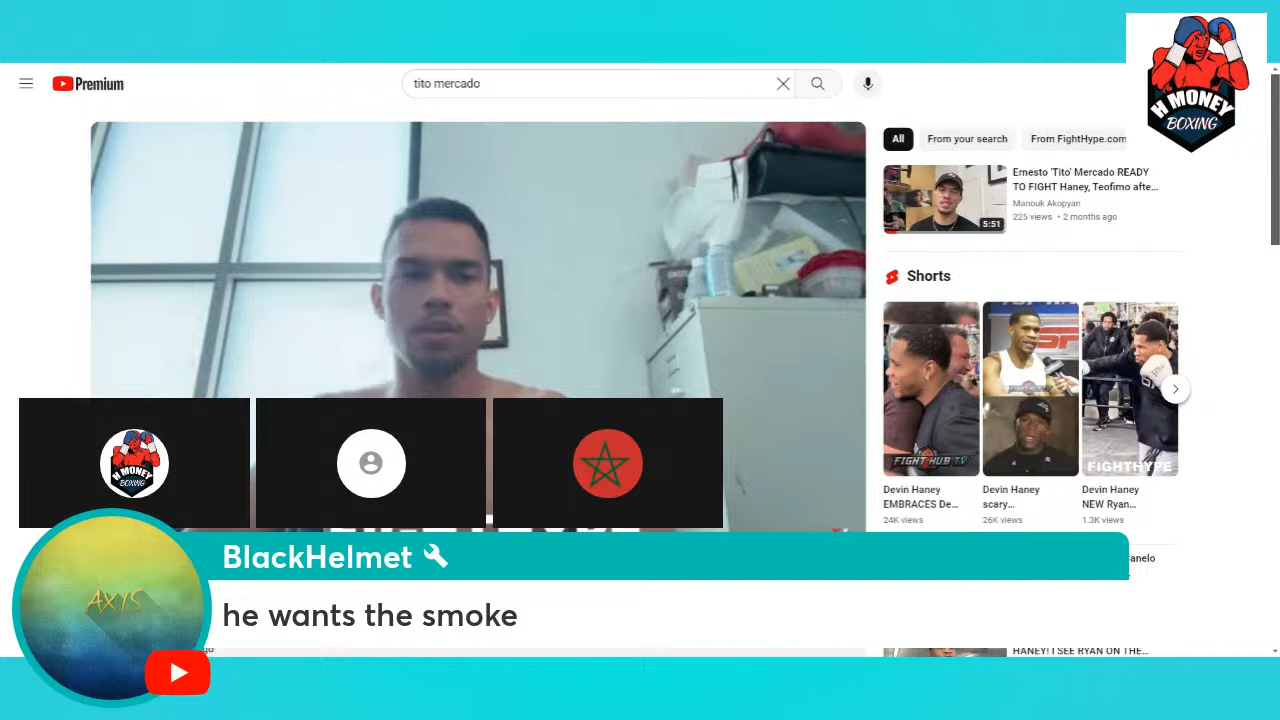 Premium
tito mercado
H MONEY
BOXING
All
From your search
From FightHype.com
5:51
Ernesto 'Tito' Mercado READY
TO FIGHT Haney, Teofimo afte...
Manouk Akopyan
225 views • 2 months ago
Shorts
FIGHT HUB TV
ESPN
FIGHTHYPE
Devin Haney
EMBRACES De...
24K views
Devin Haney
scary...
26K views
Devin Haney
NEW Ryan...
1.3K views
H MONEY
BOXING
BlackHelmet
he wants the smoke
AXIS
HANEY! I SEE RYAN ON THE...